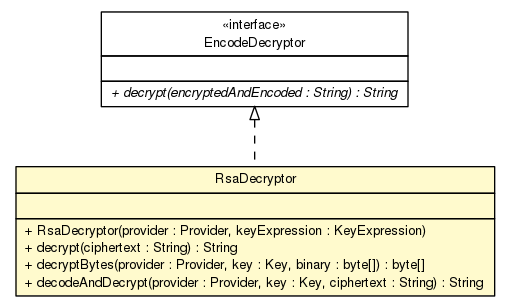 «interface»
EncodeDecryptor
+ decrypt(encryptedAndEncoded : String) : String
RsaDecryptor
+ RsaDecryptor(provider : Provider, keyExpression : KeyExpression)
+ decrypt(ciphertext : String) : String
+ decryptBytes(provider : Provider, key : Key, binary : byte[]) : byte[]
+ decodeAndDecrypt(provider : Provider, key : Key, ciphertext : String) : String